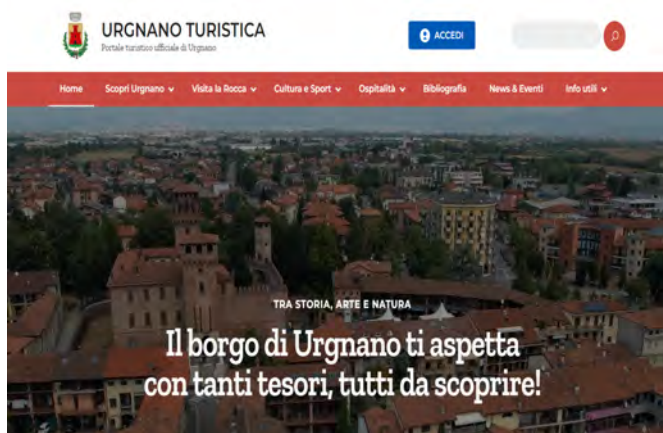 URGNANO TURISTICA
Portale turistico ufficiale di Urgnano
ACCEDI
Home Scopri Urgnano Visita la Rocca Cultura e Sport Ospitalità Bibliografia News & Eventi Info utili
TRA STORIA, ARTE E NATURA
Il borgo di Urgnano ti aspetta
con tanti tesori, tutti da scoprire!